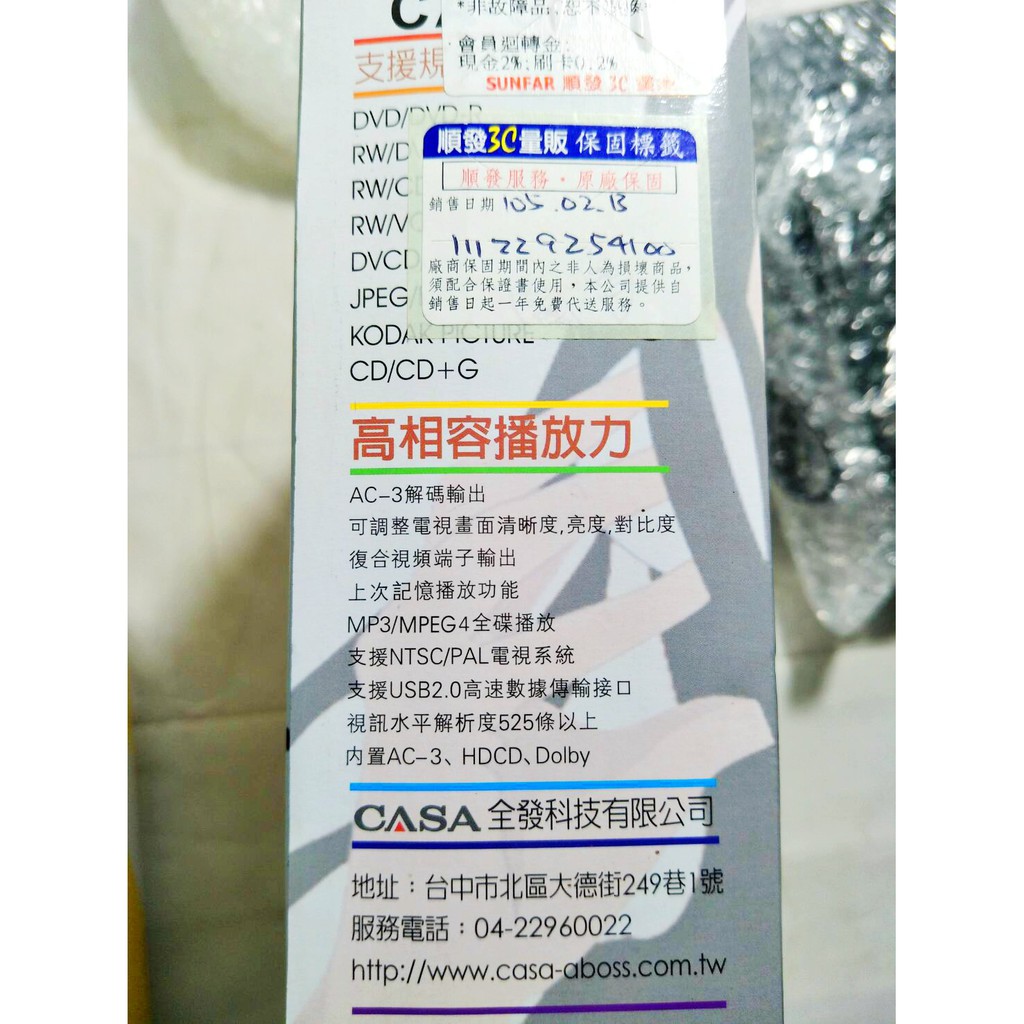 *非故障品,恕不
會員迴轉金:
現金2%;刷卡0.2%
SUNFAR 順發 3C
支援規
DVD/DVD-R
RW/D
RW/C
RW/V
DVCD
JPEG/
KODAK PICTURE
CD/CD+G
順發3C量販 保固標籤
順發服務・原廠保固
銷售日期 105.02.13
111229254100
廠商保固期間內之非人為損壞商品,
須配合保證書使用,本公司提供自
銷售日起一年免費代送服務。
高相容播放力
AC-3解碼輸出
可調整電視畫面清晰度,亮度,對比度
復合視頻端子輸出
上次記憶播放功能
MP3/MPEG4全碟播放
支援NTSC/PAL電視系統
支援USB2.0高速數據傳輸接口
視訊水平解析度525條以上
內置AC-3、HDCD、Dolby
CASA 全發科技有限公司
地址:台中市北區大德街249巷1號
服務電話:04-22960022
http://www.casa-aboss.com.tw